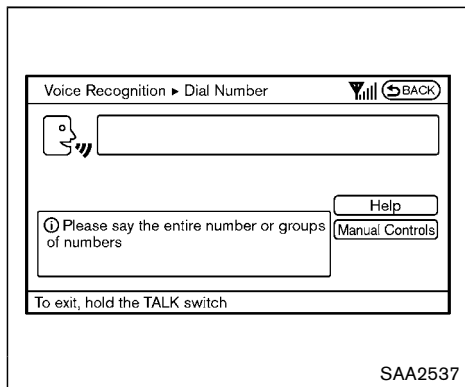 Voice Recognition ▸ Dial Number
BACK
Help
ⓘ Please say the entire number or groups
of numbers
Manual Controls
To exit, hold the TALK switch
SAA2537